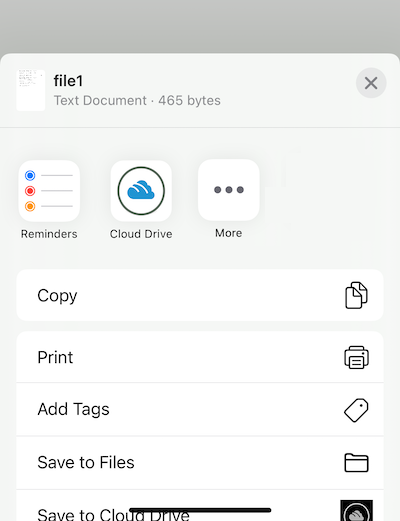 file1
Text Document · 465 bytes
Reminders
Cloud Drive
More
Copy
Print
Add Tags
Save to Files
Save to Cloud Drive